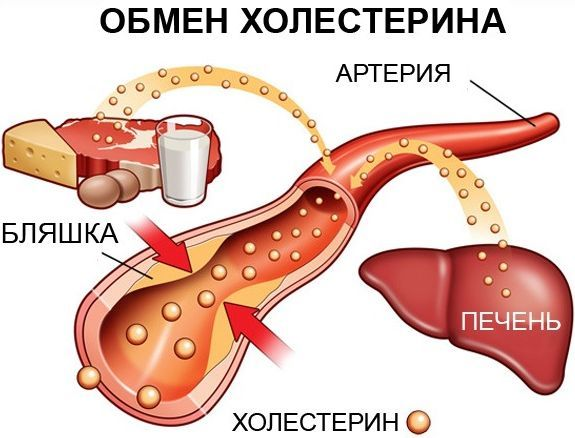 ОБМЕН ХОЛЕСТЕРИНА
АРТЕРИЯ
БЛЯШКА
ПЕЧЕНЬ
ХОЛЕСТЕРИН